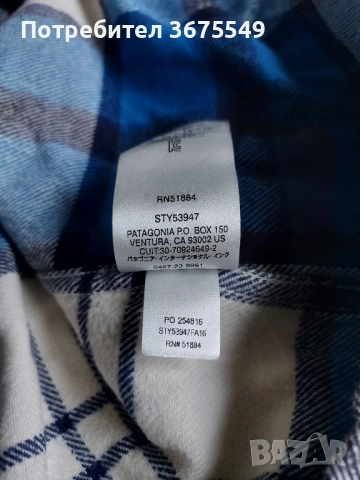 Потребител 3675549
RN51884
STY53947
PATAGONIA P.O. BOX 150
VENTURA, CA 93002 US
CUIT:30-70924649-2
パタゴニア・インターナショナル・インク
PO 254816
STY53947FA16
RN# 51884
BAZAR